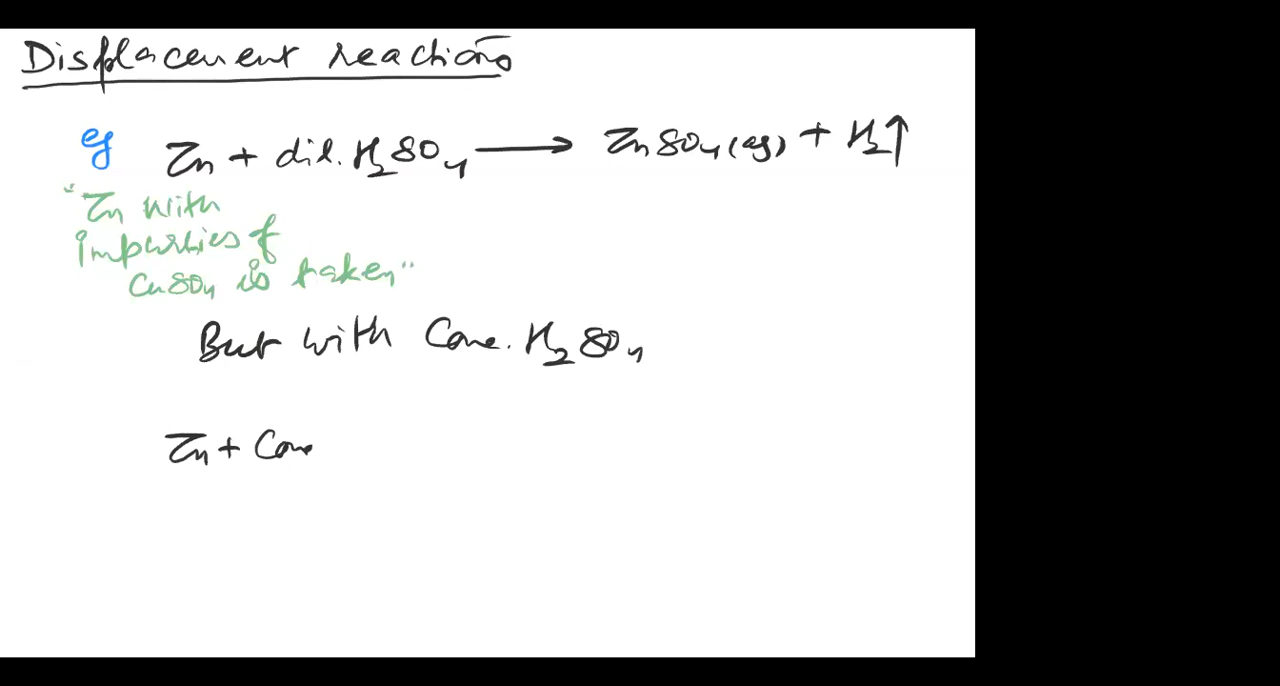 Displacement reactions
eg Zn + dil. H₂SO₄ → ZnSO₄(aq) + H₂↑
"Zn with
impurities of
CuSO₄ is taken"
But with Conc. H₂SO₄
Zn + Conc